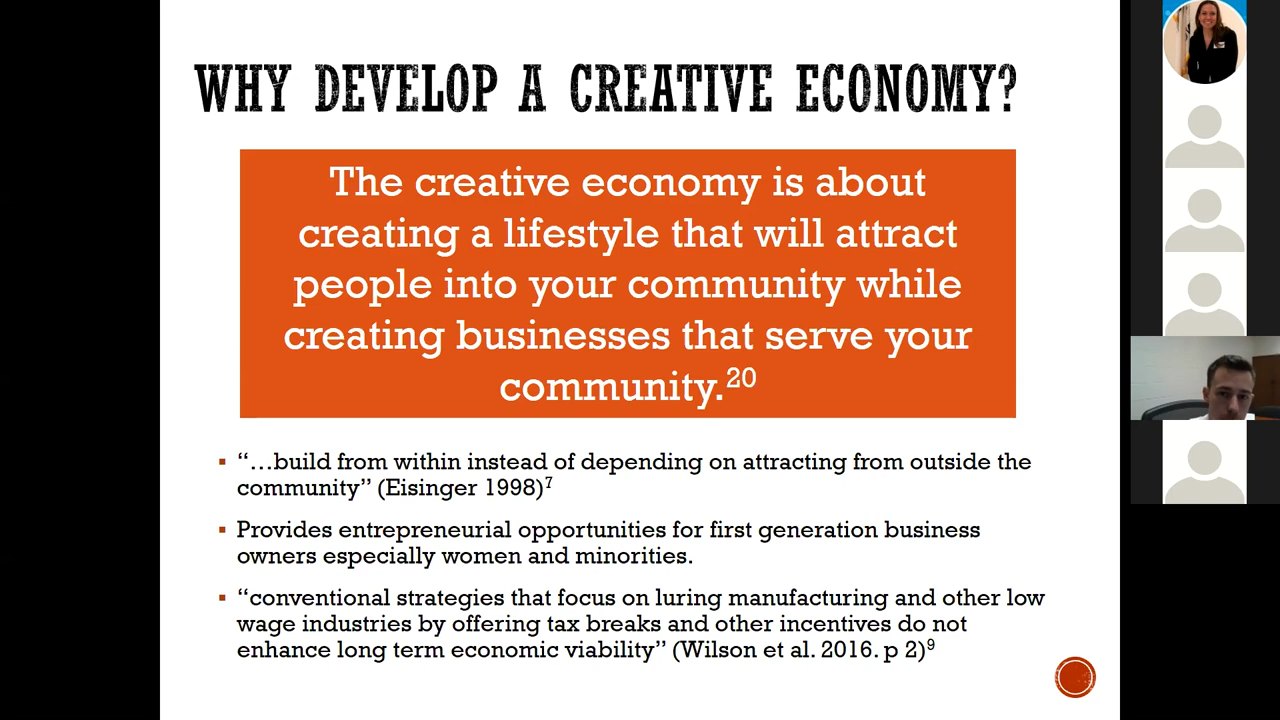 WHY DEVELOP A CREATIVE ECONOMY?
The creative economy is about
creating a lifestyle that will attract
people into your community while
creating businesses that serve your
community.20
▪ “…build from within instead of depending on attracting from outside the
community” (Eisinger 1998)7
▪ Provides entrepreneurial opportunities for first generation business
owners especially women and minorities.
▪ “conventional strategies that focus on luring manufacturing and other low
wage industries by offering tax breaks and other incentives do not
enhance long term economic viability” (Wilson et al. 2016. p 2)9